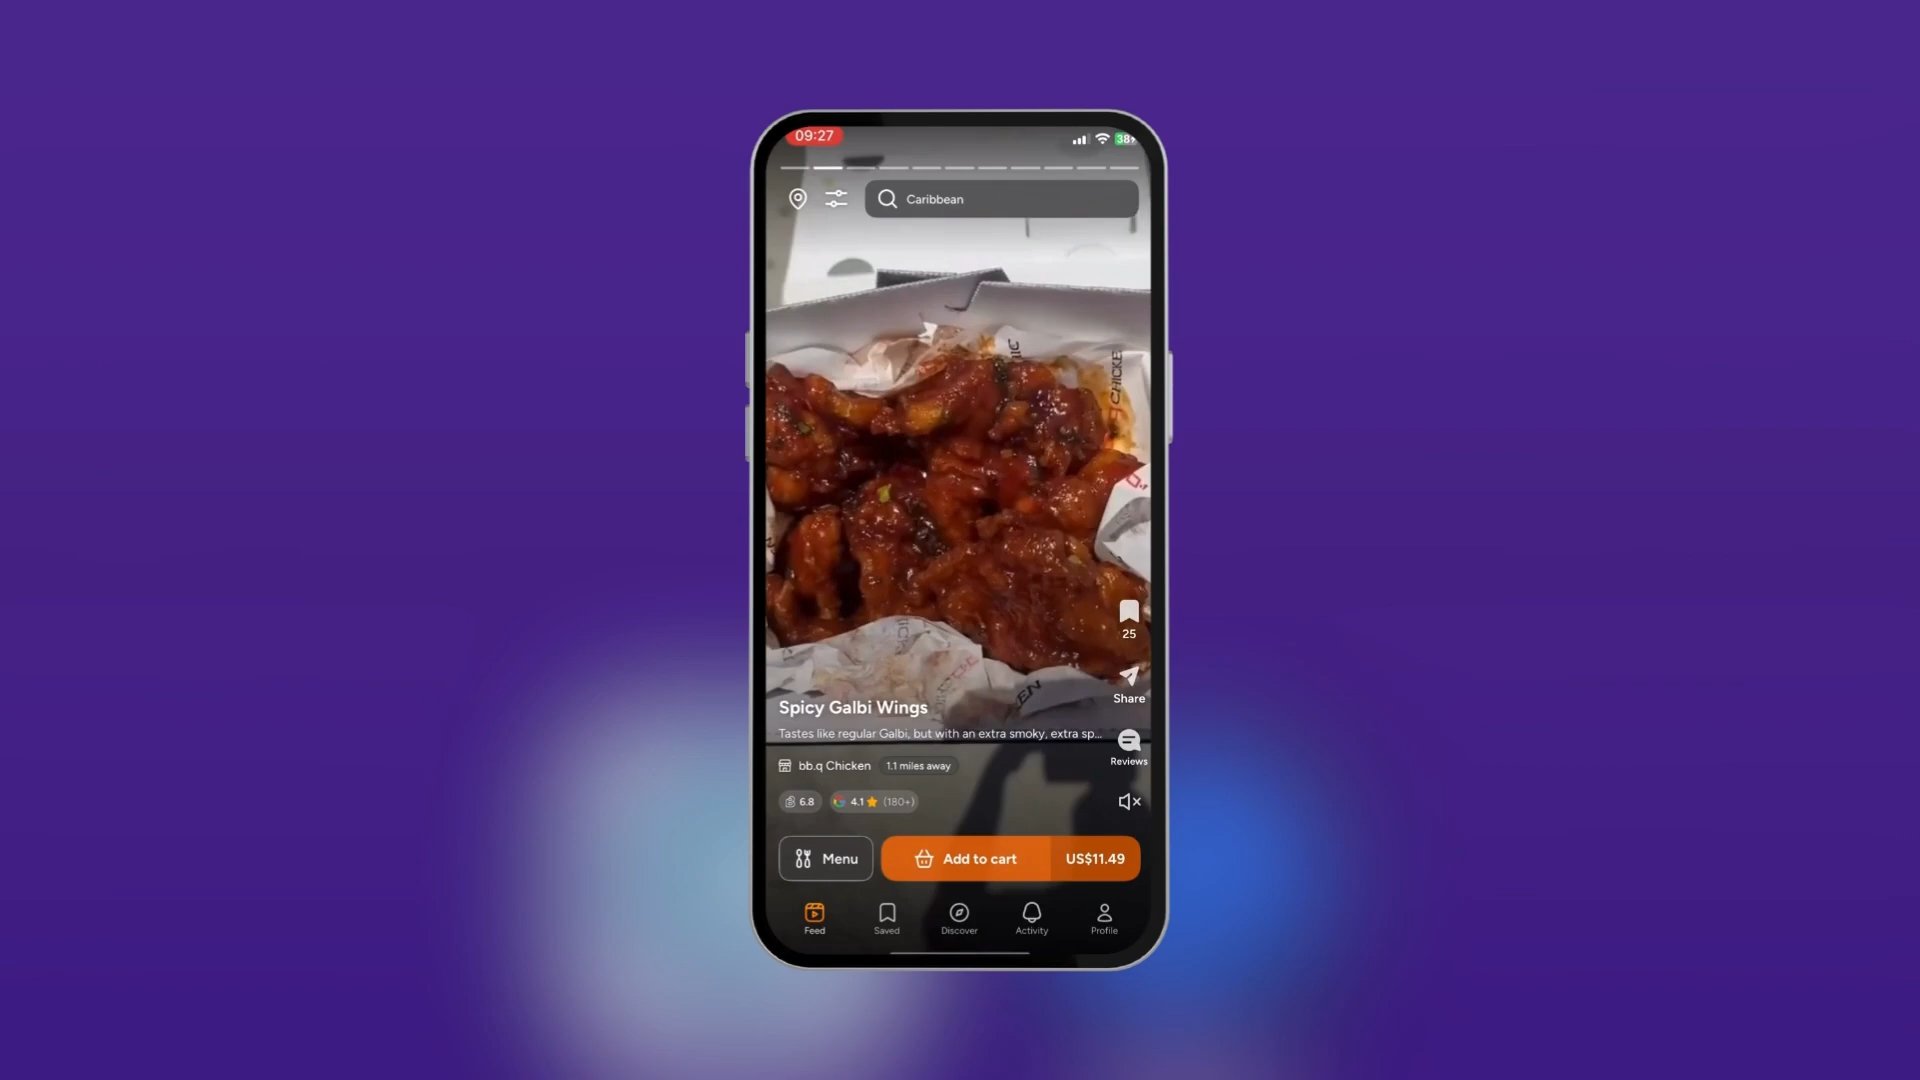 09:27
38
Caribbean
CHICKE
25
Share
Spicy Galbi Wings
Tastes like regular Galbi, but with an extra smoky, extra sp...
Reviews
bb.q Chicken
1.1 miles away
6.8
4.1
(180+)
Menu
Add to cart
US$11.49
Feed
Saved
Discover
Activity
Profile